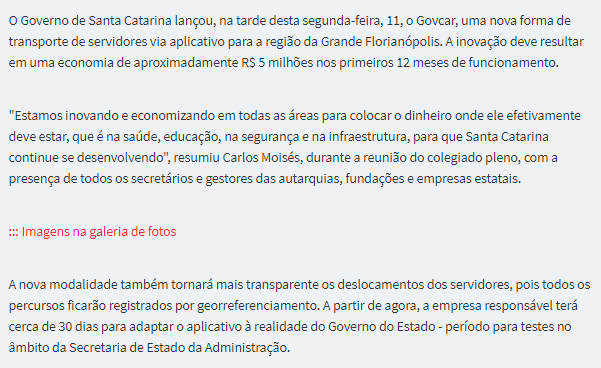 O Governo de Santa Catarina lançou, na tarde desta segunda-feira, 11, o Govcar, uma nova forma de
transporte de servidores via aplicativo para a região da Grande Florianópolis. A inovação deve resultar
em uma economia de aproximadamente R$ 5 milhões nos primeiros 12 meses de funcionamento.
"Estamos inovando e economizando em todas as áreas para colocar o dinheiro onde ele efetivamente
deve estar, que é na saúde, educação, na segurança e na infraestrutura, para que Santa Catarina
continue se desenvolvendo", resumiu Carlos Moisés, durante a reunião do colegiado pleno, com a
presença de todos os secretários e gestores das autarquias, fundações e empresas estatais.
::: Imagens na galeria de fotos
A nova modalidade também tornará mais transparente os deslocamentos dos servidores, pois todos os
percursos ficarão registrados por georreferenciamento. A partir de agora, a empresa responsável terá
cerca de 30 dias para adaptar o aplicativo à realidade do Governo do Estado - período para testes no
âmbito da Secretaria de Estado da Administração.